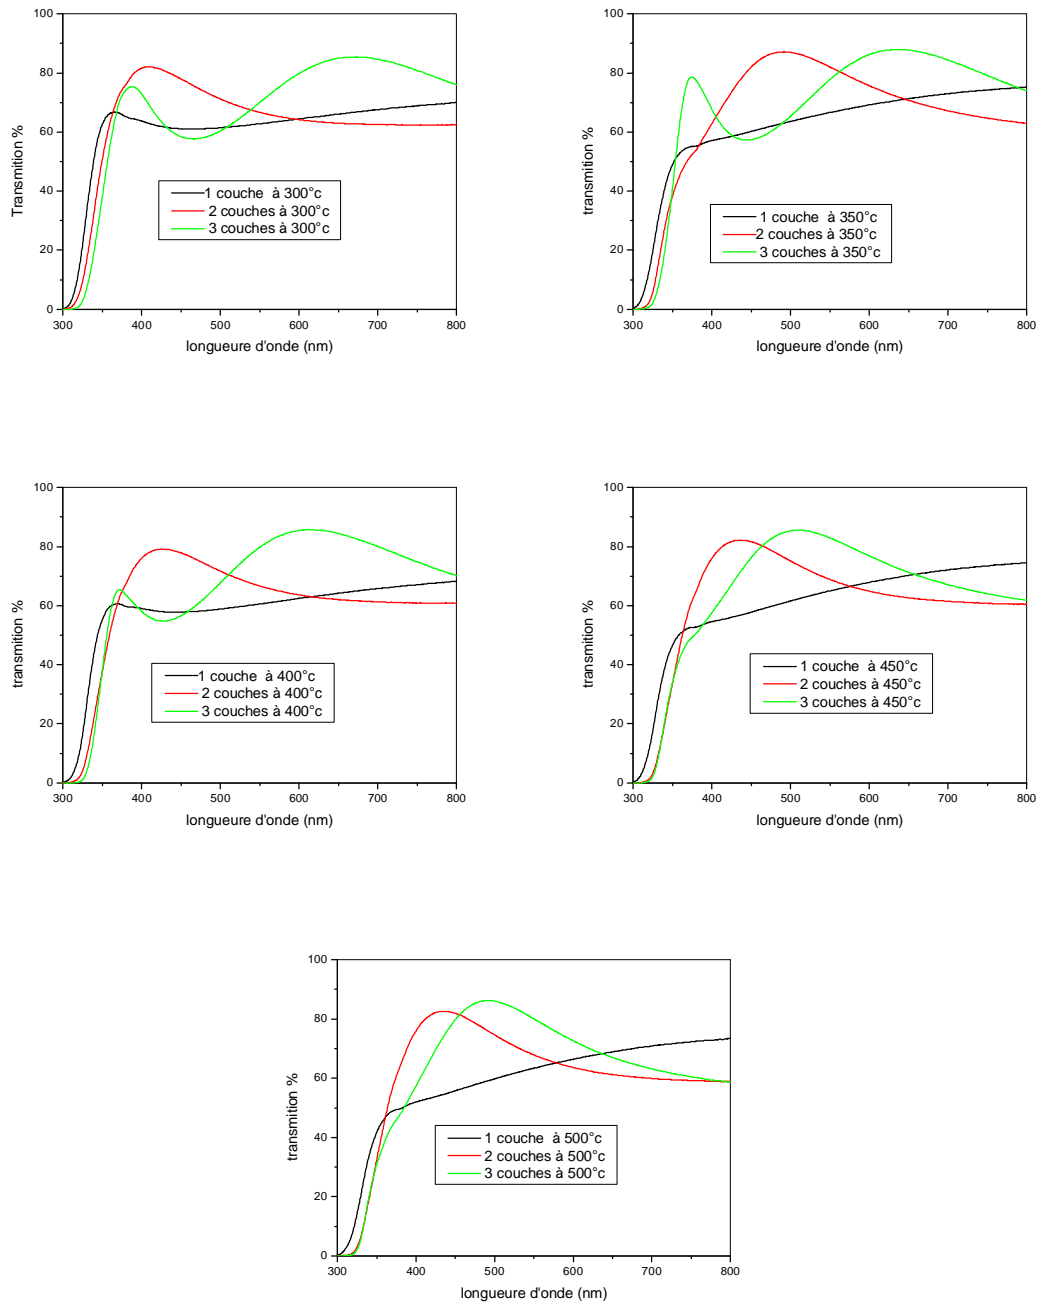 100
80
60
40
20
0
Transmition %
1 couche  à 300°c
2 couches à 300°c
3 couches à 300°c
300 400 500 600 700 800
longueure d'onde (nm)
100
80
60
40
20
0
transmition %
1 couche  à 350°c
2 couches à 350°c
3 couches à 350°c
300 400 500 600 700 800
longueure d'onde (nm)
100
80
60
40
20
0
transmition %
1 couche  à 400°c
2 couches à 400°c
3 couches à 400°c
300 400 500 600 700 800
longueure d'onde (nm)
100
80
60
40
20
0
transmition %
1 couche  à 450°c
2 couches à 450°c
3 couches à 450°c
300 400 500 600 700 800
longueure d'onde (nm)
100
80
60
40
20
0
transmition %
1 couche  à 500°c
2 couches à 500°c
3 couches à 500°c
300 400 500 600 700 800
longueure d'onde (nm)